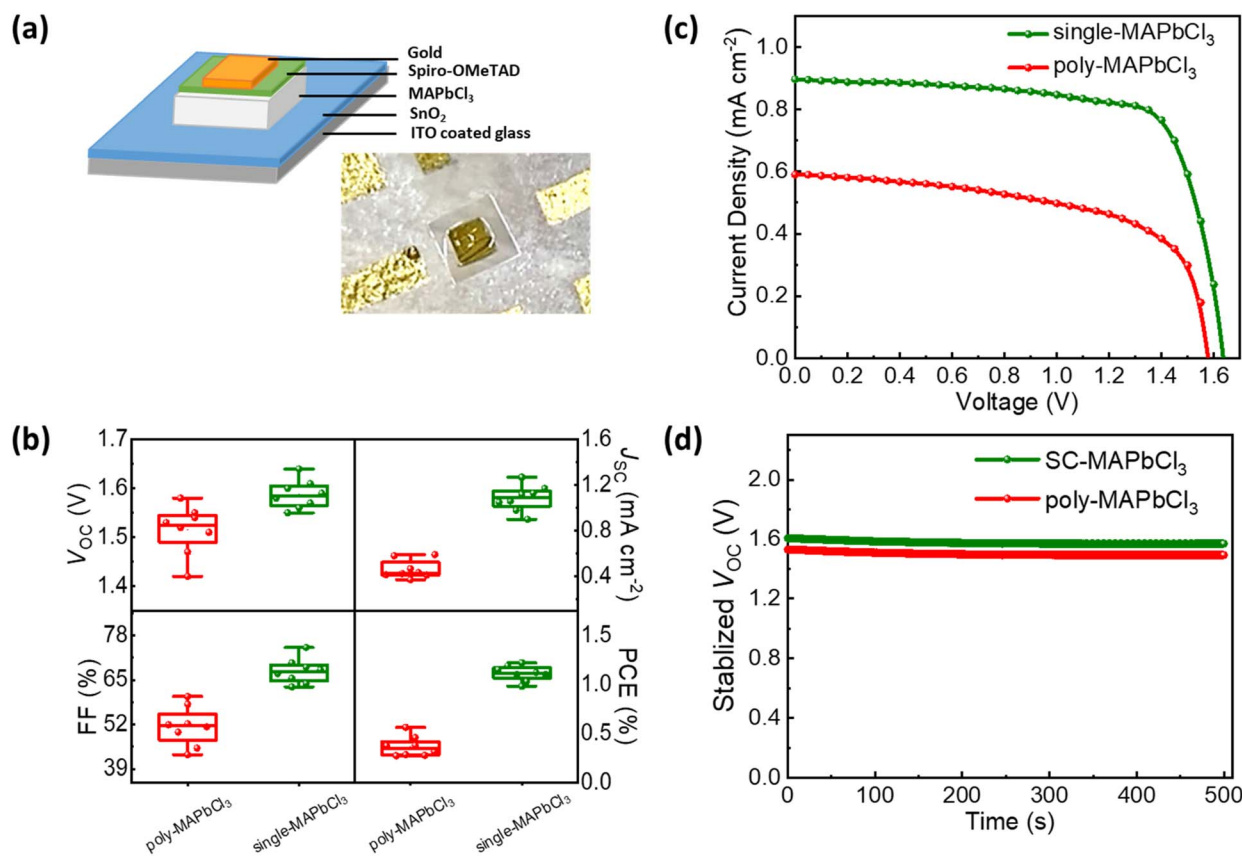 (a)
Gold
Spiro-OMeTAD
MAPbCl₃
SnO₂
ITO coated glass
(b)
1.7
1.6
1.5
1.4
V_OC (V)
1.6
1.2
0.8
0.4
J_SC (mA cm⁻²)
78
65
52
39
FF (%)
1.5
1.0
0.5
0.0
PCE (%)
poly-MAPbCl₃
single-MAPbCl₃
poly-MAPbCl₃
single-MAPbCl₃
(c)
single-MAPbCl₃
poly-MAPbCl₃
1.0
0.8
0.6
0.4
0.2
0.0
Current Density (mA cm⁻²)
0.0 0.2 0.4 0.6 0.8 1.0 1.2 1.4 1.6
Voltage (V)
(d)
SC-MAPbCl₃
poly-MAPbCl₃
2.0
1.6
1.2
0.8
0.4
0.0
Stablized V_OC (V)
0 100 200 300 400 500
Time (s)